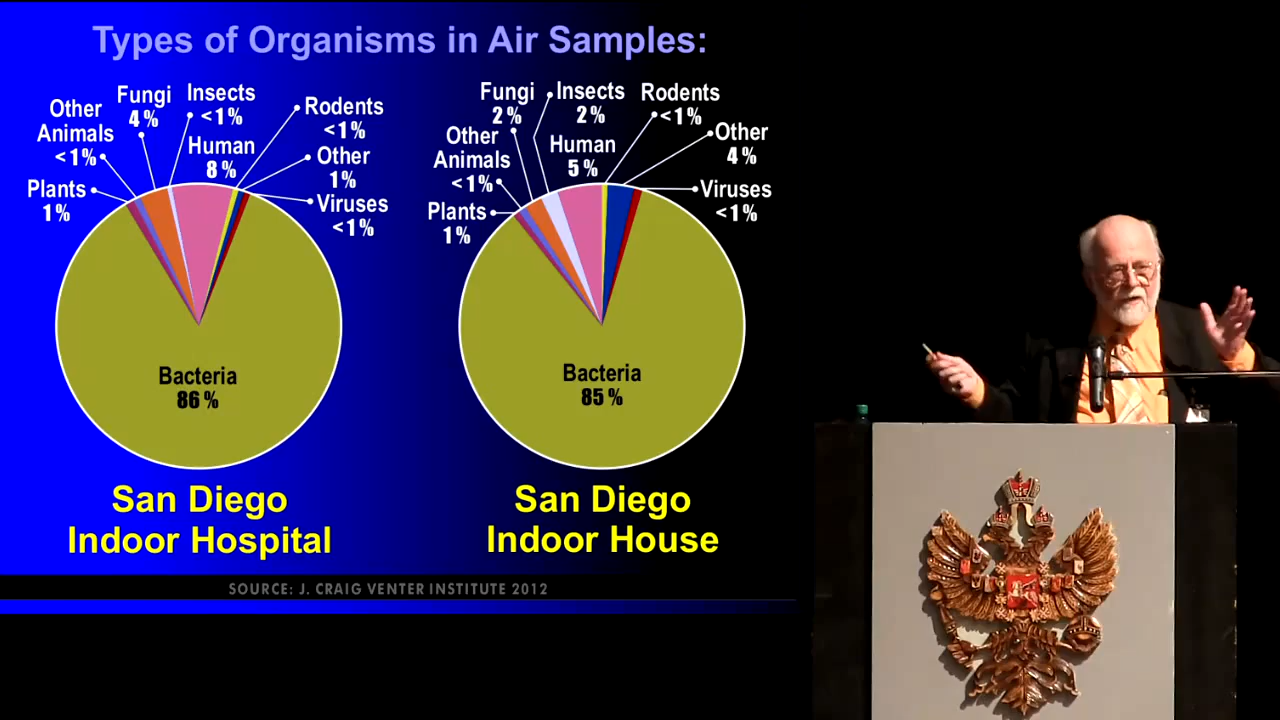 Types of Organisms in Air Samples:
Other
Animals
<1%
Plants
1%
Fungi
4%
Insects
<1%
Human
8%
Rodents
<1%
Other
1%
Viruses
<1%
Bacteria
86%
San Diego
Indoor Hospital
Fungi
2%
Other
Animals
<1%
Plants
1%
Insects
2%
Human
5%
Rodents
<1%
Other
4%
Viruses
<1%
Bacteria
85%
San Diego
Indoor House
SOURCE: J. CRAIG VENTER INSTITUTE 2012